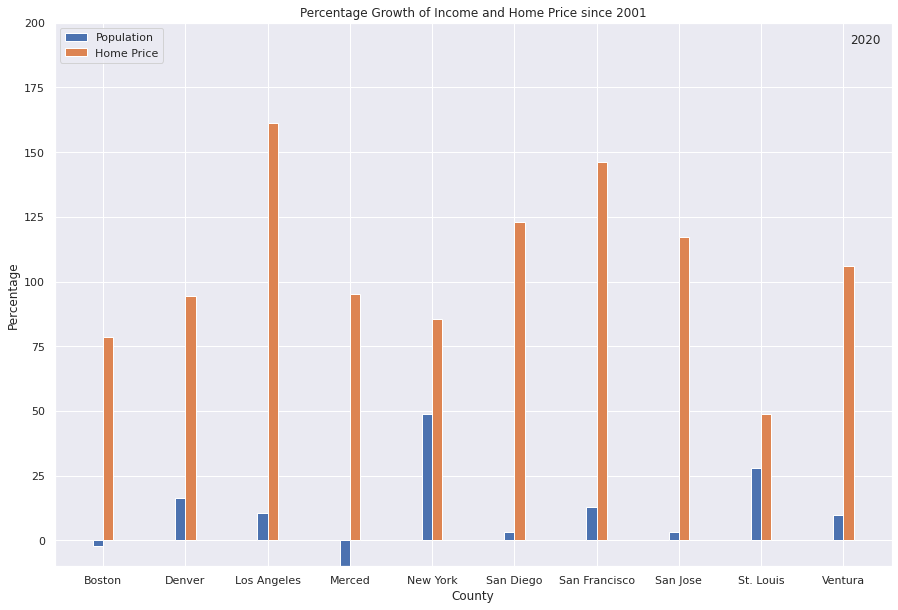 Percentage Growth of Income and Home Price since 2001
200
175
150
125
100
75
50
25
0
Percentage
Population
Home Price
2020
Boston
Denver
Los Angeles
Merced
New York
San Diego
San Francisco
San Jose
St. Louis
Ventura
County